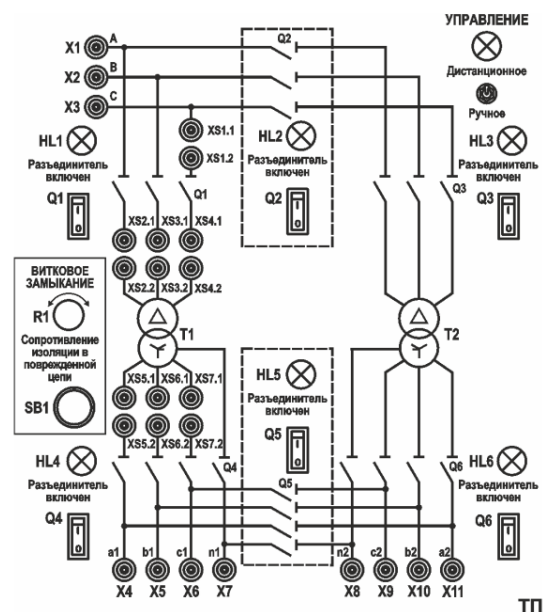 УПРАВЛЕНИЕ
Дистанционное
Ручное
X1 A
X2 B
X3 C
Q2
XS1.1
XS1.2
HL1
Разъединитель
включен
Q1
HL2
Разъединитель
включен
Q2
HL3
Разъединитель
включен
Q3
Q1
Q3
XS2.1 XS3.1 XS4.1
XS2.2 XS3.2 XS4.2
ВИТКОВОЕ
ЗАМЫКАНИЕ
R1
Сопротивление
изоляции в
поврежденной
цепи
SB1
T1
T2
XS5.1 XS6.1 XS7.1
XS5.2 XS6.2 XS7.2
HL5
Разъединитель
включен
Q5
HL4
Разъединитель
включен
Q4
Q4
Q5
Q6
HL6
Разъединитель
включен
Q6
a1 b1 c1 n1 n2 c2 b2 a2
X4 X5 X6 X7 X8 X9 X10 X11
ТП